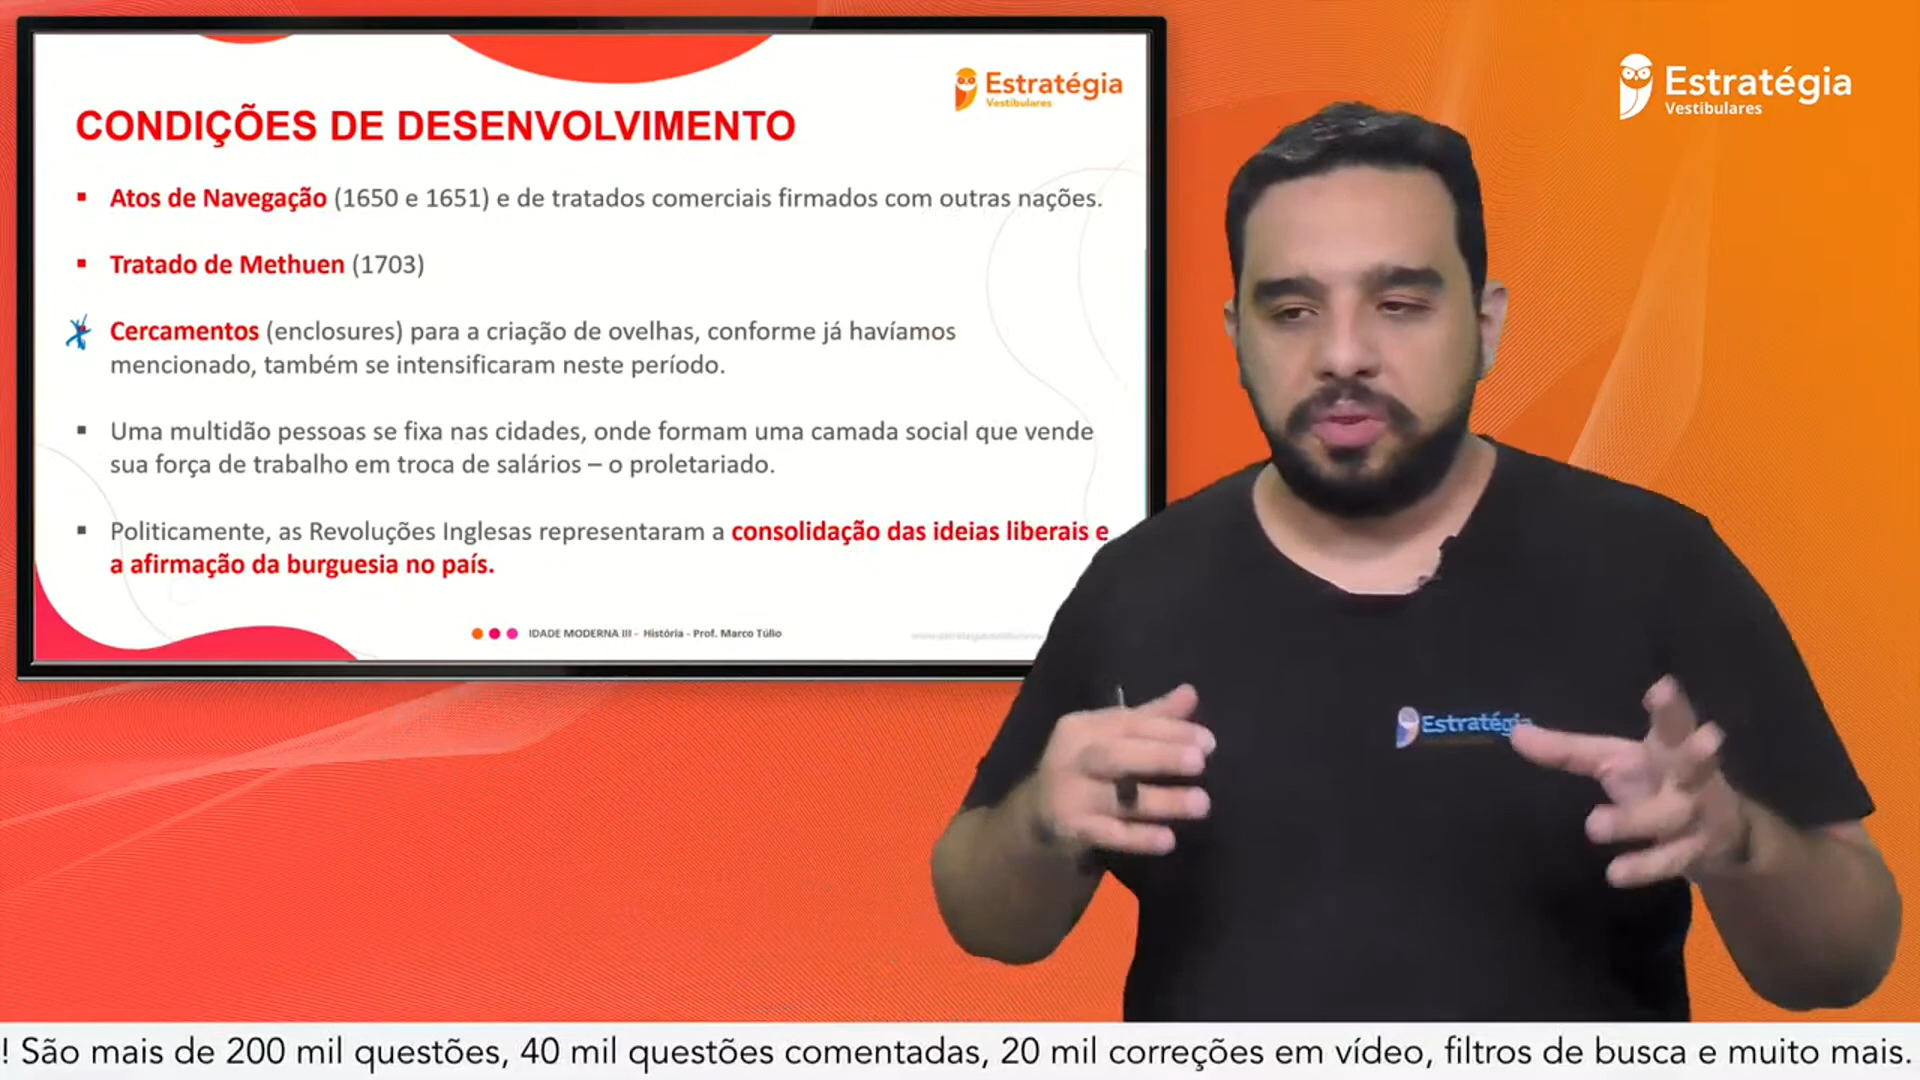 Estratégia
Vestibulares
CONDIÇÕES DE DESENVOLVIMENTO
▪ Atos de Navegação (1650 e 1651) e de tratados comerciais firmados com outras nações.
▪ Tratado de Methuen (1703)
Cercamentos (enclosures) para a criação de ovelhas, conforme já havíamos
mencionado, também se intensificaram neste período.
▪ Uma multidão pessoas se fixa nas cidades, onde formam uma camada social que vende
sua força de trabalho em troca de salários – o proletariado.
▪ Politicamente, as Revoluções Inglesas representaram a consolidação das ideias liberais e
a afirmação da burguesia no país.
IDADE MODERNA III - História - Prof. Marco Túlio
Estratégia
Vestibulares
Estratégia
! São mais de 200 mil questões, 40 mil questões comentadas, 20 mil correções em vídeo, filtros de busca e muito mais.